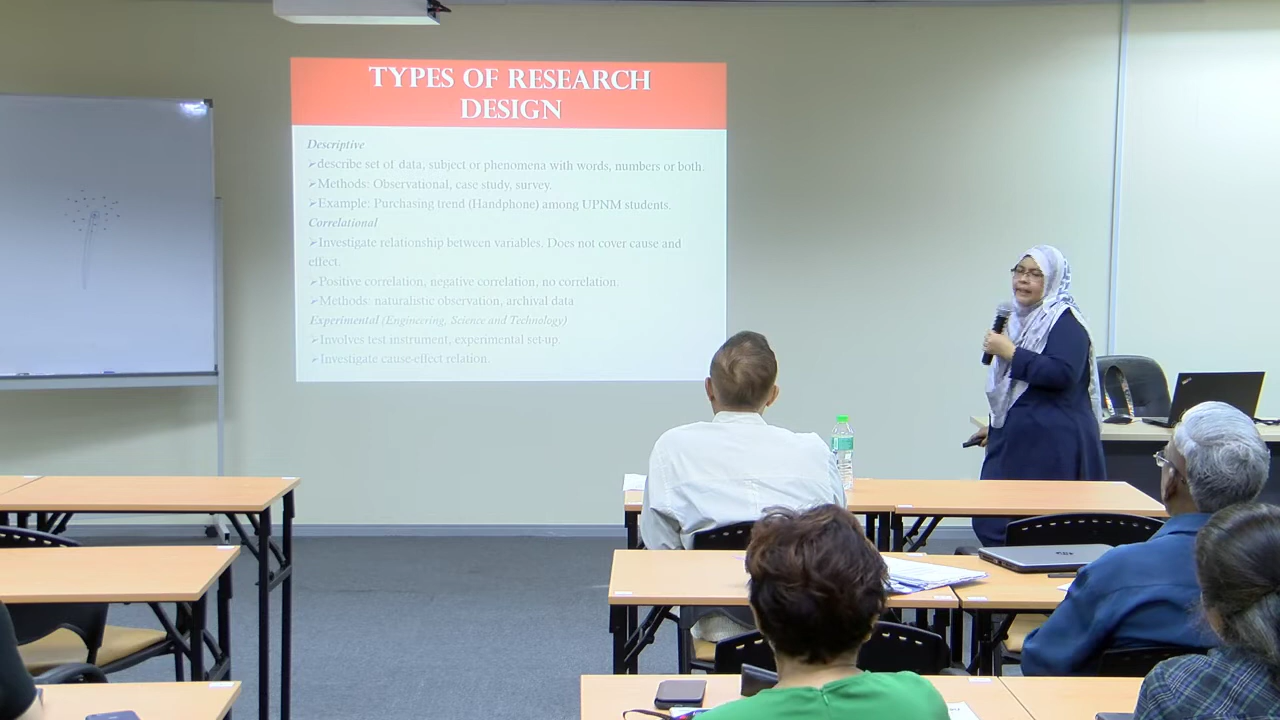 TYPES OF RESEARCH
DESIGN
Descriptive
➢describe set of data, subject or phenomena with words, numbers or both.
➢Methods: Observational, case study, survey.
➢Example: Purchasing trend (Handphone) among UPNM students.
Correlational
➢Investigate relationship between variables. Does not cover cause and
effect.
➢Positive correlation, negative correlation, no correlation.
➢Methods: naturalistic observation, archival data
Experimental (Engineering, Science and Technology)
➢Involves test instrument, experimental set-up.
➢Investigate cause-effect relation.